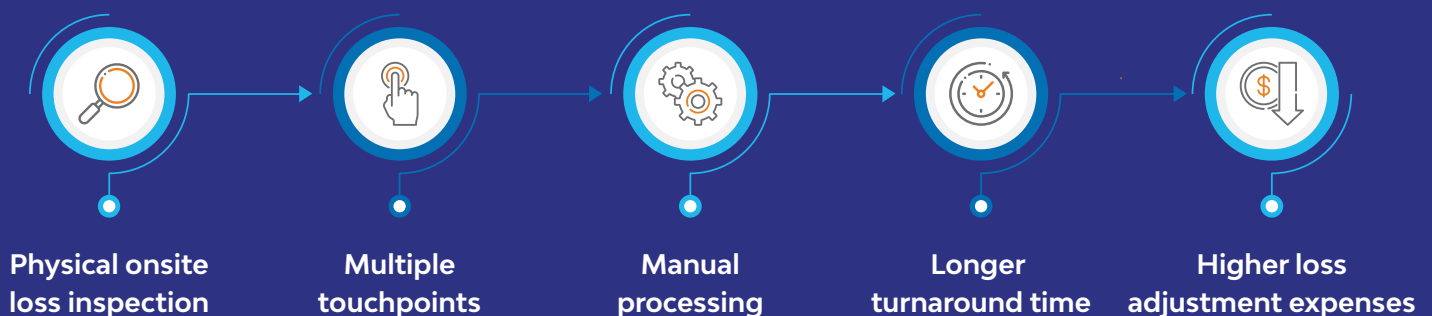 $
Physical onsite
loss inspection
Multiple
touchpoints
Manual
processing
Longer
turnaround time
Higher loss
adjustment expenses